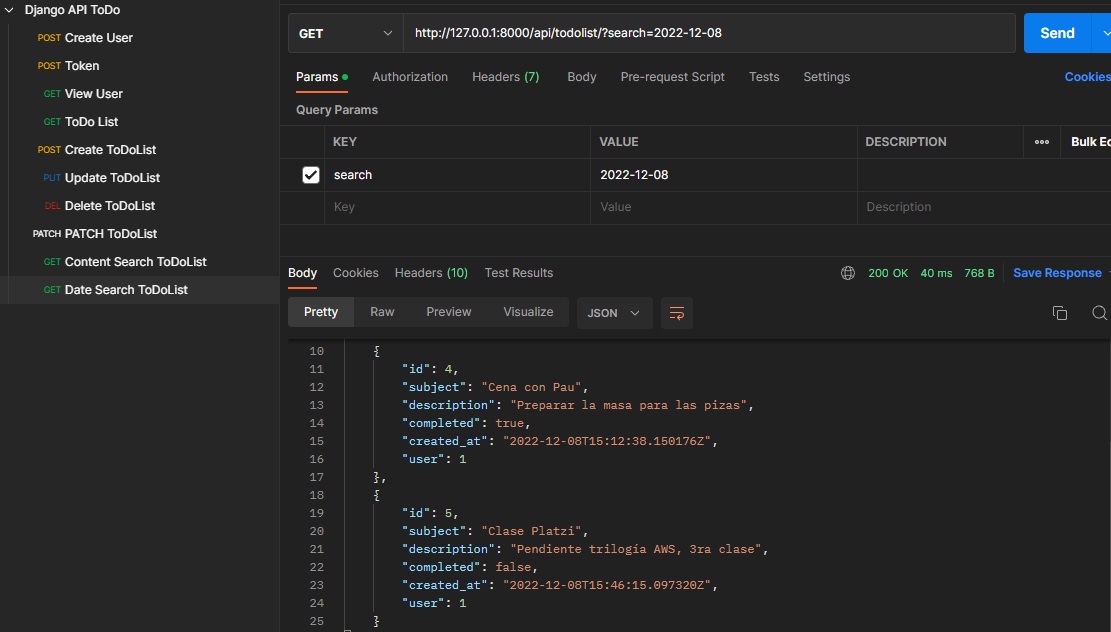 Django API ToDo
POST Create User
POST Token
GET View User
GET ToDo List
POST Create ToDoList
PUT Update ToDoList
DEL Delete ToDoList
PATCH PATCH ToDoList
GET Content Search ToDoList
GET Date Search ToDoList
GET http://127.0.0.1:8000/api/todolist/?search=2022-12-08 Send
Params Authorization Headers (7) Body Pre-request Script Tests Settings Cookies
Query Params
KEY VALUE DESCRIPTION Bulk Ed
search 2022-12-08
Key Value Description
Body Cookies Headers (10) Test Results 200 OK 40 ms 768 B Save Response
Pretty Raw Preview Visualize JSON
10 {
11 "id": 4,
12 "subject": "Cena con Pau",
13 "description": "Preparar la masa para las pizas",
14 "completed": true,
15 "created_at": "2022-12-08T15:12:38.150176Z",
16 "user": 1
17 },
18 {
19 "id": 5,
20 "subject": "Clase Platzi",
21 "description": "Pendiente trilogía AWS, 3ra clase",
22 "completed": false,
23 "created_at": "2022-12-08T15:46:15.097320Z",
24 "user": 1
25 }